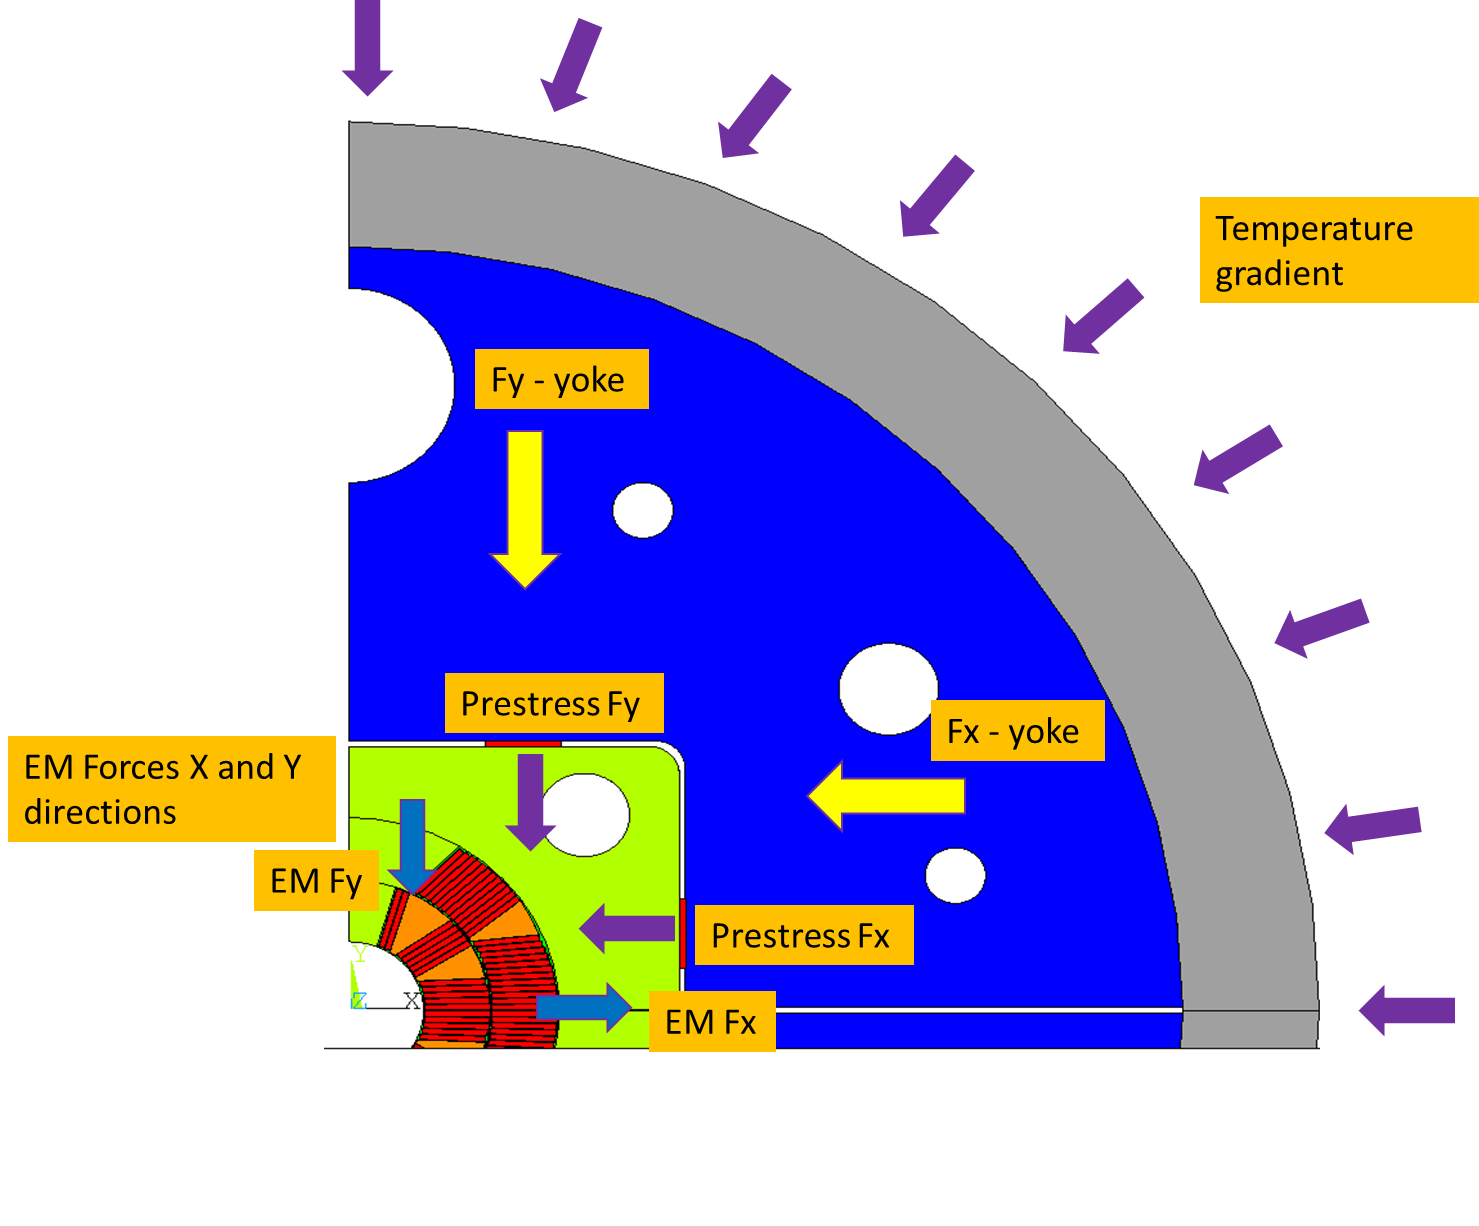 Temperature
gradient
Fy - yoke
Prestress Fy
Fx - yoke
EM Forces X and Y
directions
EM Fy
Prestress Fx
Y
Z
X
EM Fx